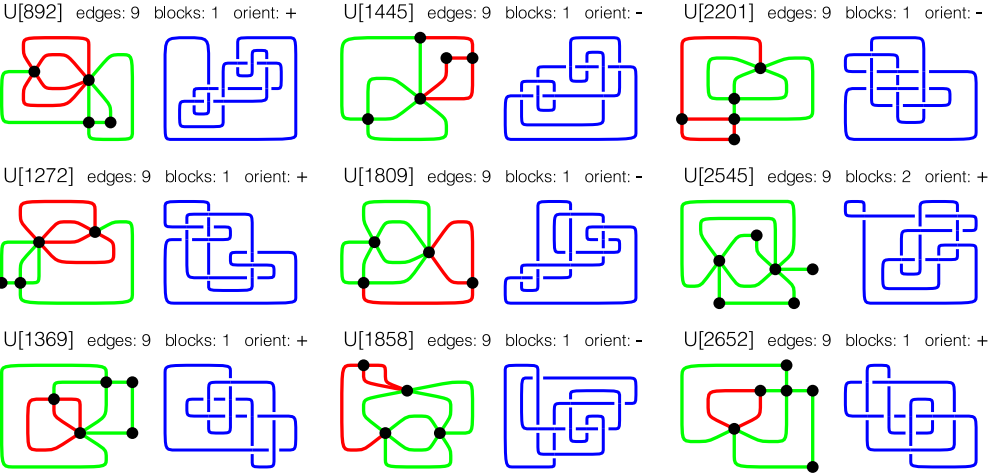 U[892] edges: 9 blocks: 1 orient: +
U[1445] edges: 9 blocks: 1 orient: -
U[2201] edges: 9 blocks: 1 orient: -
U[1272] edges: 9 blocks: 1 orient: +
U[1809] edges: 9 blocks: 1 orient: -
U[2545] edges: 9 blocks: 2 orient: +
U[1369] edges: 9 blocks: 1 orient: +
U[1858] edges: 9 blocks: 1 orient: -
U[2652] edges: 9 blocks: 1 orient: +